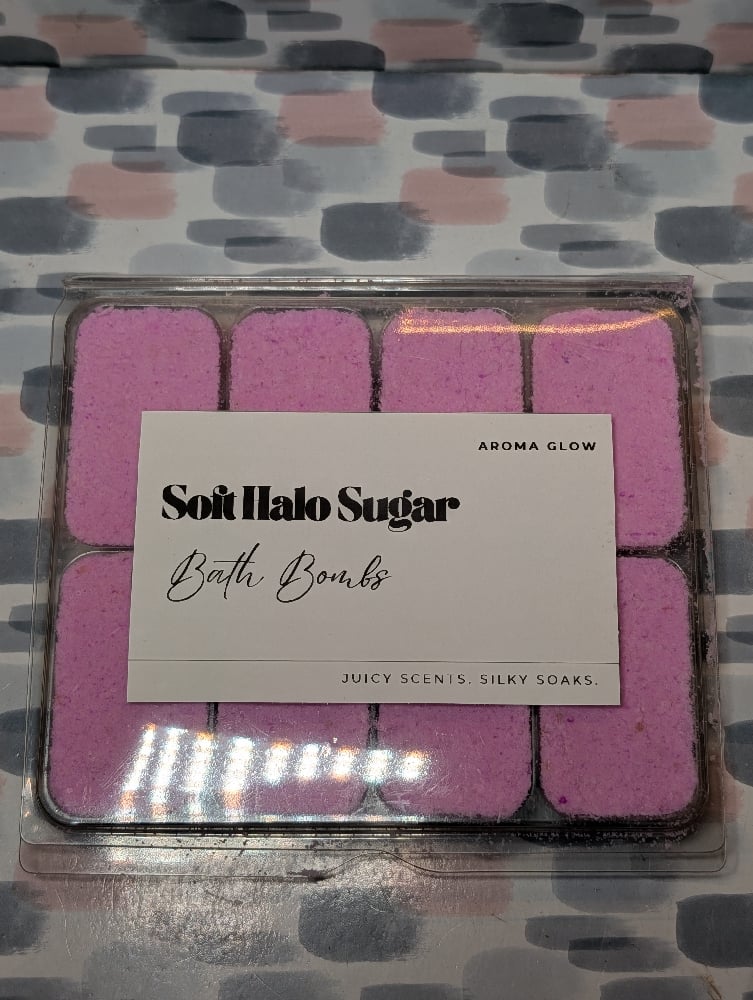 AROMA GLOW
Soft Halo Sugar
Bath Bombs
JUICY SCENTS. SILKY SOAKS.